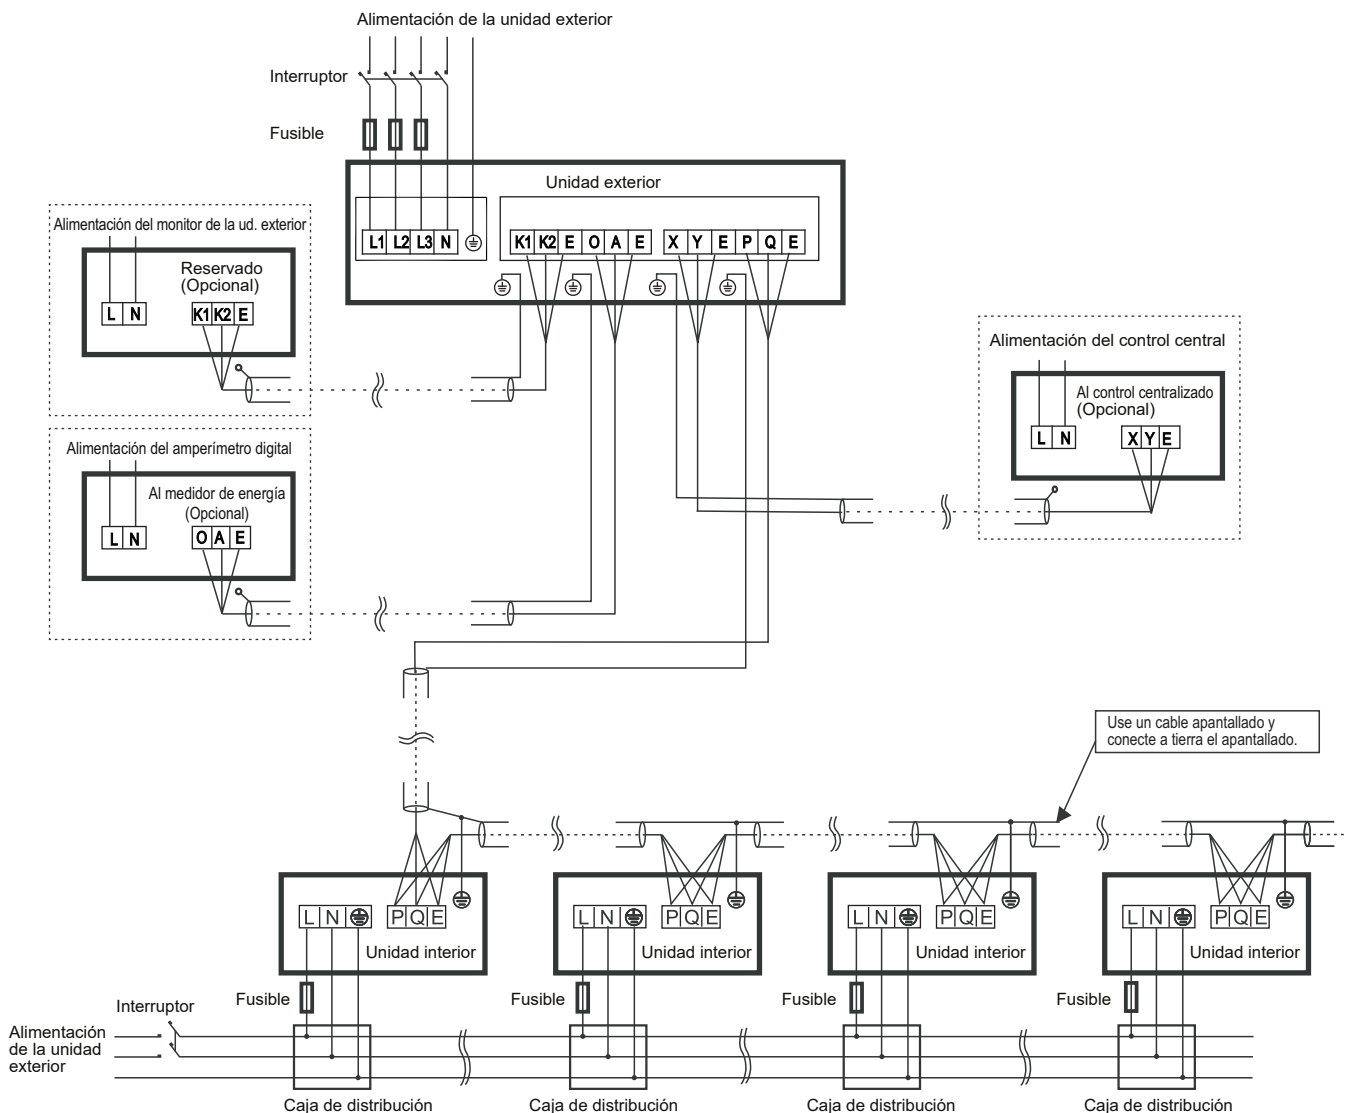 Alimentación de la unidad exterior
Interruptor
Fusible
Unidad exterior
L1 L2 L3 N
K1 K2 E O A E X Y E P Q E
Alimentación del monitor de la ud. exterior
Reservado
(Opcional)
L N K1 K2 E
Alimentación del control central
Al control centralizado
(Opcional)
L N X Y E
Alimentación del amperímetro digital
Al medidor de energía
(Opcional)
L N O A E
Use un cable apantallado y
conecte a tierra el apantallado.
L N P Q E
Unidad interior
L N P Q E
Unidad interior
L N P Q E
Unidad interior
L N P Q E
Unidad interior
Fusible
Fusible
Fusible
Fusible
Interruptor
Alimentación
de la unidad
exterior
Caja de distribución
Caja de distribución
Caja de distribución
Caja de distribución